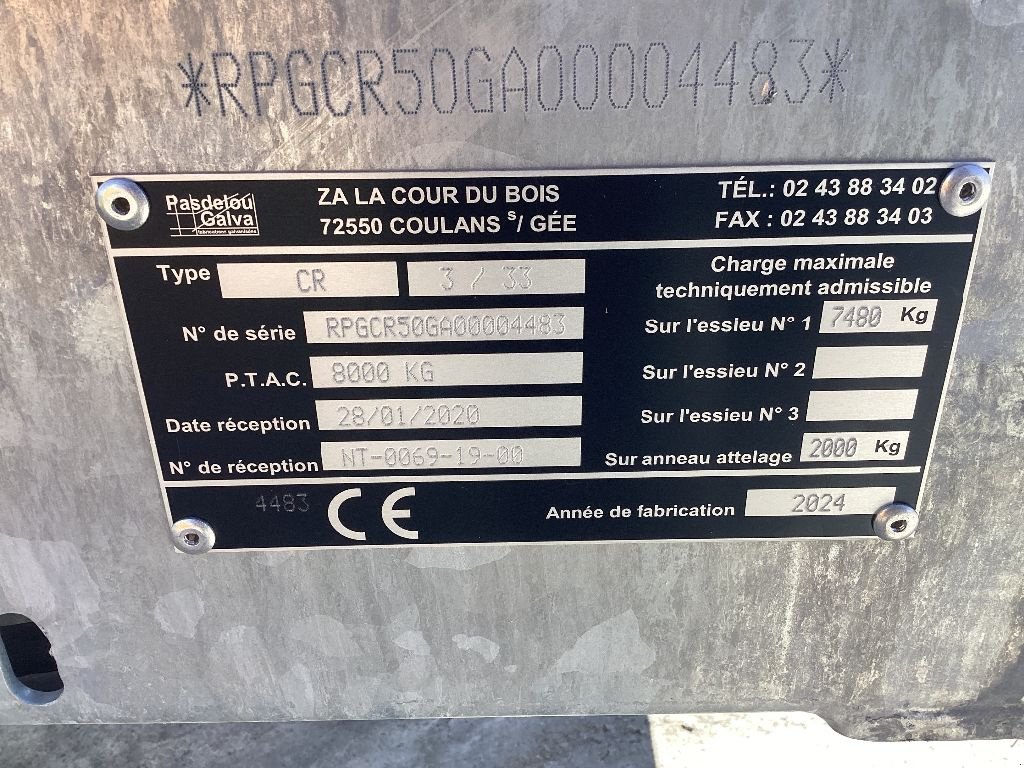 *RPGCR50GA00004483*
Pasdelou
Galva
fabrications galvanisées
ZA LA COUR DU BOIS
72550 COULANS S/ GÉE
TÉL.: 02 43 88 34 02
FAX : 02 43 88 34 03
Type CR 3 / 33
N° de série RPGCR50GA00004483
P.T.A.C. 8000 KG
Date réception 28/01/2020
N° de réception NT-0069-19-00
Charge maximale
techniquement admissible
Sur l'essieu N° 1 7480 Kg
Sur l'essieu N° 2
Sur l'essieu N° 3
Sur anneau attelage 2000 Kg
4483 CE
Année de fabrication 2024